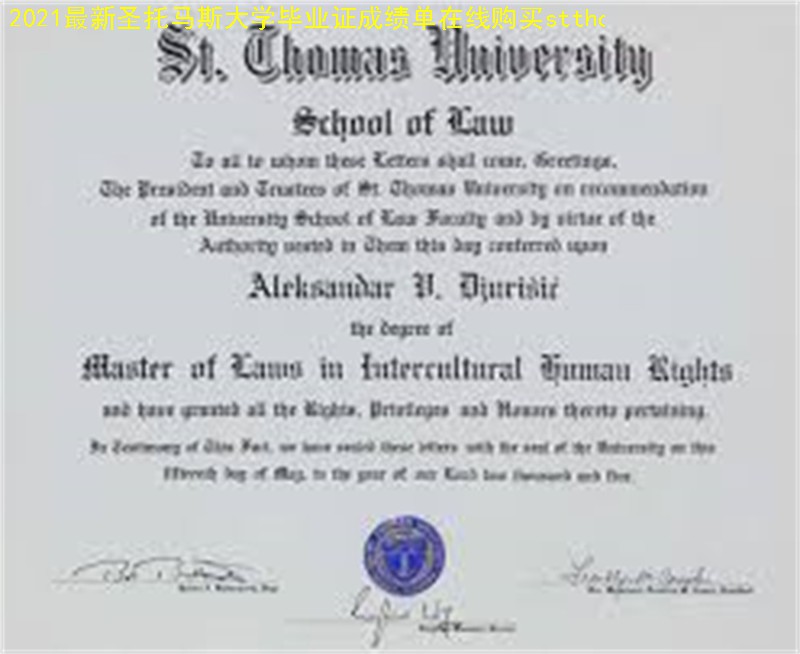 2021最新圣托马斯大学毕业证成绩单在线购买sttho
St. Thomas University
School of Law
To all to whom these Letters shall come, Greetings.
The President and Trustees of St. Thomas University on recommendation
of the University School of Law Faculty and by virtue of the
Authority vested in Them this day conferred upon
Aleksandar V. Djurišić
the degree of
Master of Laws in Intercultural Human Rights
and have granted all the Rights, Privileges and Honors thereto pertaining.
In Testimony of This Fact, we have sealed these letters with the seal of the University on this
fifteenth day of May, in the year of our Lord two thousand and five.